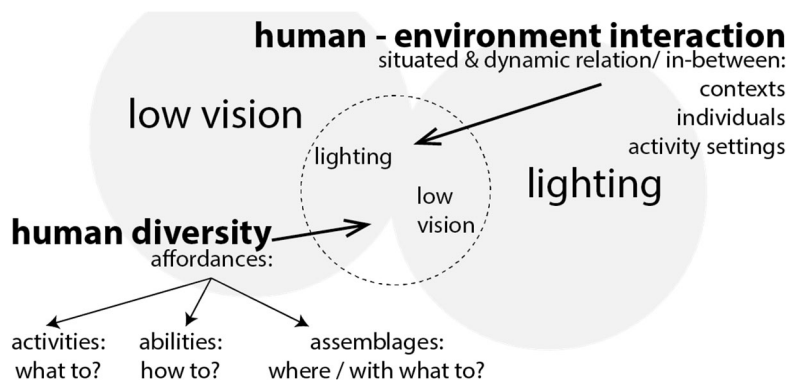 human - environment interaction
situated & dynamic relation/ in-between:
contexts
individuals
activity settings
low vision
lighting
lighting
low
vision
human diversity
affordances:
activities:
what to?
abilities:
how to?
assemblages:
where / with what to?